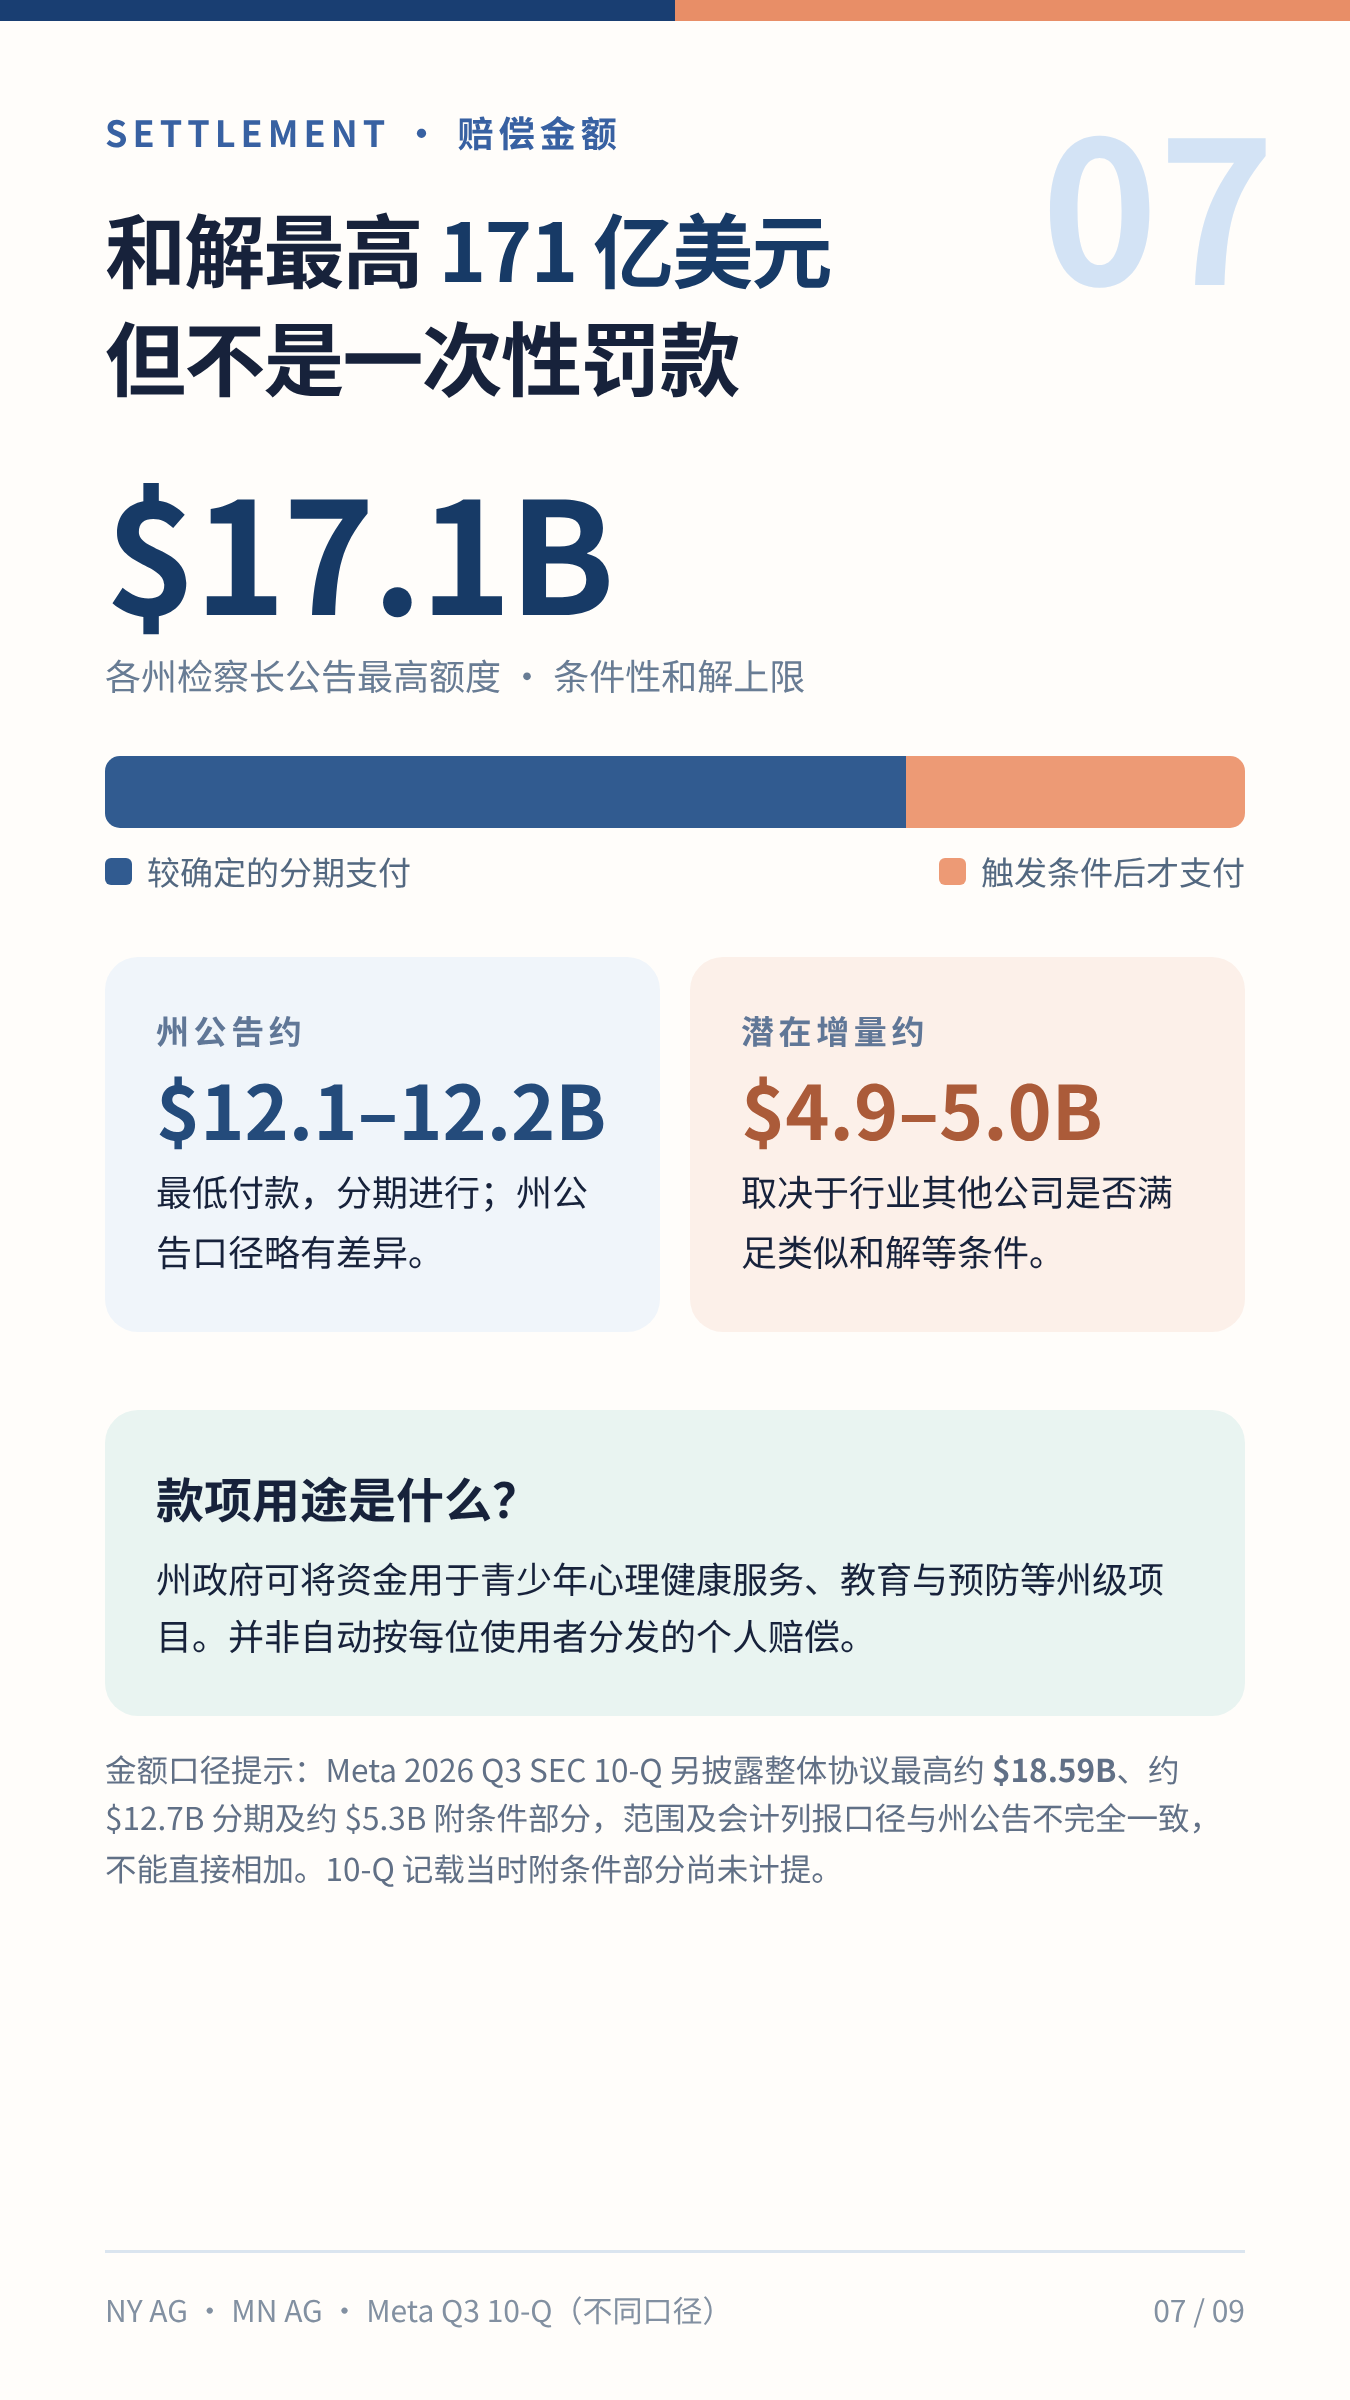 SETTLEMENT · 赔偿金额
07
和解最高 171 亿美元
但不是一次性罚款
$17.1B
各州检察长公告最高额度 · 条件性和解上限
较确定的分期支付
触发条件后才支付
州公告约
$12.1–12.2B
最低付款，分期进行；州公
告口径略有差异。
潜在增量约
$4.9–5.0B
取决于行业其他公司是否满
足类似和解等条件。
款项用途是什么？
州政府可将资金用于青少年心理健康服务、教育与预防等州级项
目。并非自动按每位使用者分发的个人赔偿。
金额口径提示：Meta 2026 Q3 SEC 10-Q 另披露整体协议最高约 $18.59B、约
$12.7B 分期及约 $5.3B 附条件部分，范围及会计列报口径与州公告不完全一致，
不能直接相加。10-Q 记载当时附条件部分尚未计提。
NY AG · MN AG · Meta Q3 10-Q（不同口径）
07 / 09